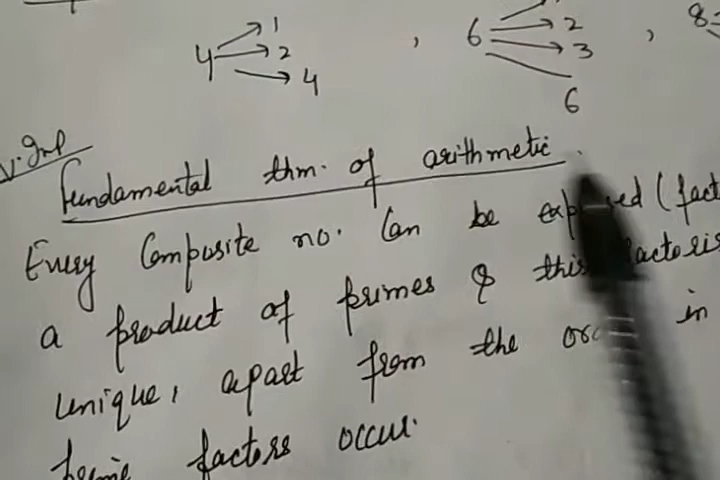 4 1 2 4 , 6 2 3 6 , 8
V. Imp
Fundamental thm. of arithmetic.
Every Composite no. Can be
a product of primes & this
unique, apart from the in
prime factors occur.